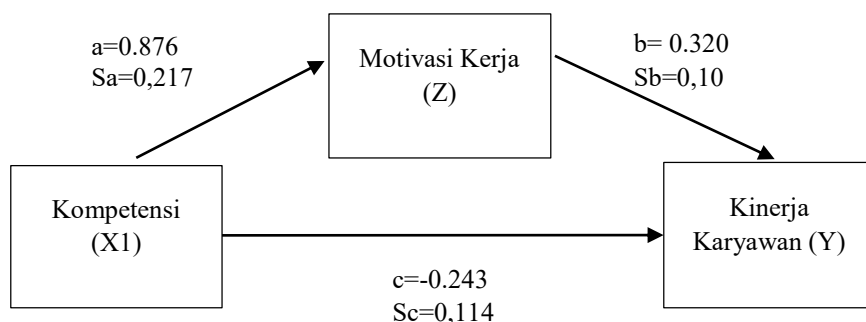 a=0.876
Sa=0,217
Motivasi Kerja
(Z)
b= 0.320
Sb=0,10
Kompetensi
(X1)
Kinerja
Karyawan (Y)
c=-0.243
Sc=0,114